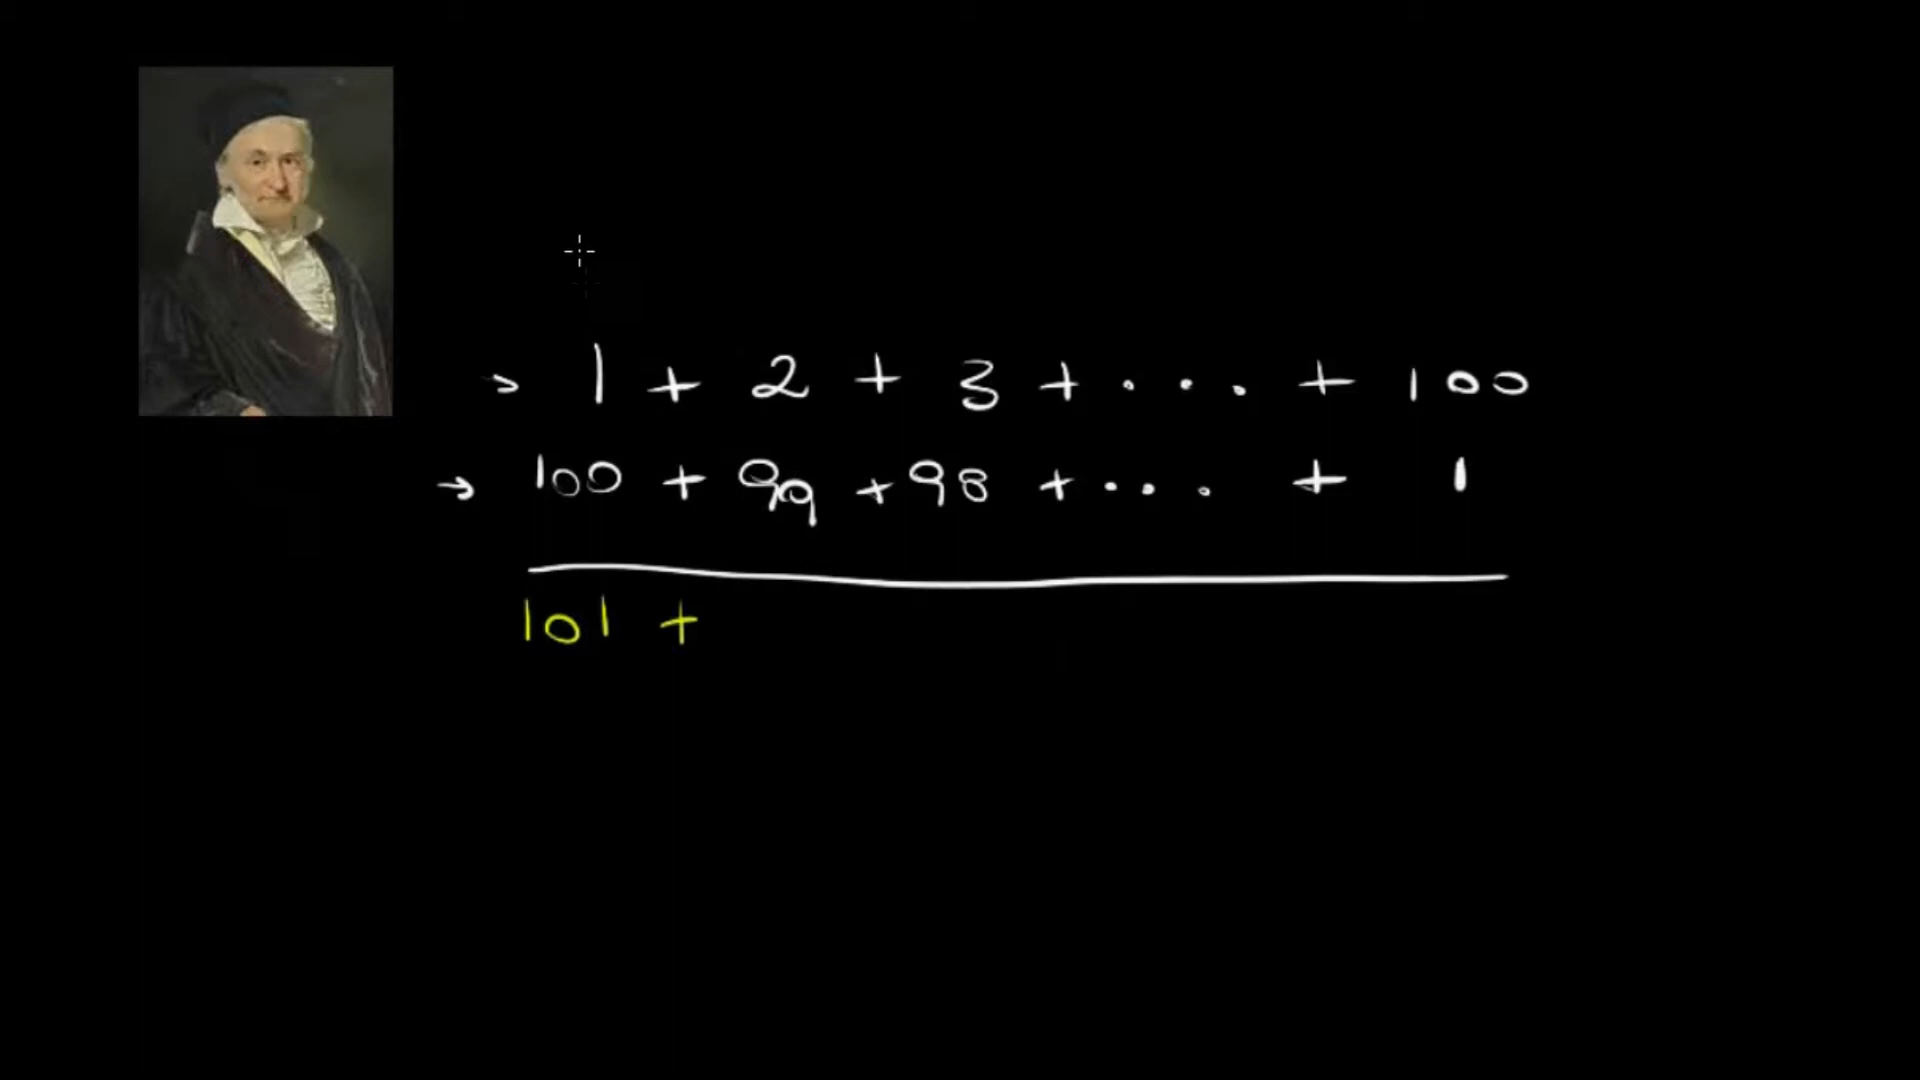 → 1 + 2 + 3 + . . . + 100
→ 100 + 99 + 98 + . . . + 1
101 +